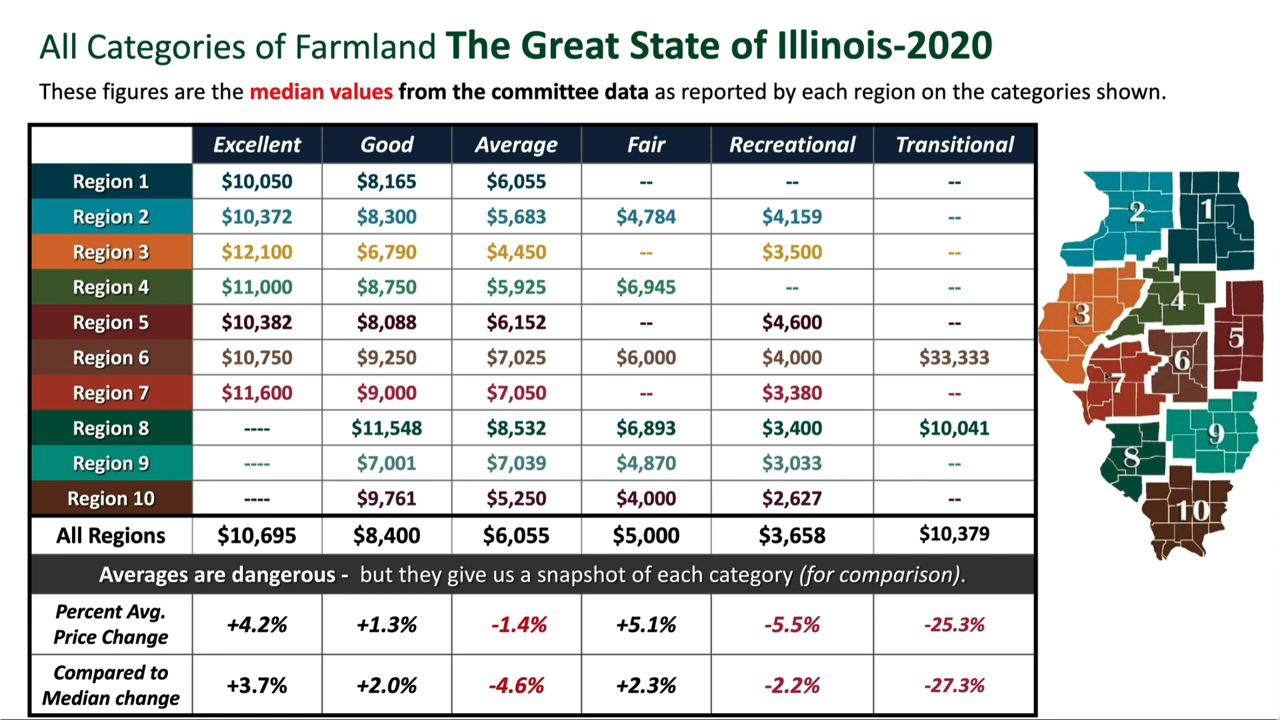 All Categories of Farmland The Great State of Illinois-2020
These figures are the median values from the committee data as reported by each region on the categories shown.
Excellent Good Average Fair Recreational Transitional
Region 1 $10,050 $8,165 $6,055 -- -- --
Region 2 $10,372 $8,300 $5,683 $4,784 $4,159 --
Region 3 $12,100 $6,790 $4,450 -- $3,500 --
Region 4 $11,000 $8,750 $5,925 $6,945 -- --
Region 5 $10,382 $8,088 $6,152 -- $4,600 --
Region 6 $10,750 $9,250 $7,025 $6,000 $4,000 $33,333
Region 7 $11,600 $9,000 $7,050 -- $3,380 --
Region 8 ---- $11,548 $8,532 $6,893 $3,400 $10,041
Region 9 ---- $7,001 $7,039 $4,870 $3,033 --
Region 10 ---- $9,761 $5,250 $4,000 $2,627 --
All Regions $10,695 $8,400 $6,055 $5,000 $3,658 $10,379
Averages are dangerous - but they give us a snapshot of each category (for comparison).
Percent Avg.
Price Change +4.2% +1.3% -1.4% +5.1% -5.5% -25.3%
Compared to
Median change +3.7% +2.0% -4.6% +2.3% -2.2% -27.3%
2
1
3
4
5
6
7
8
9
10